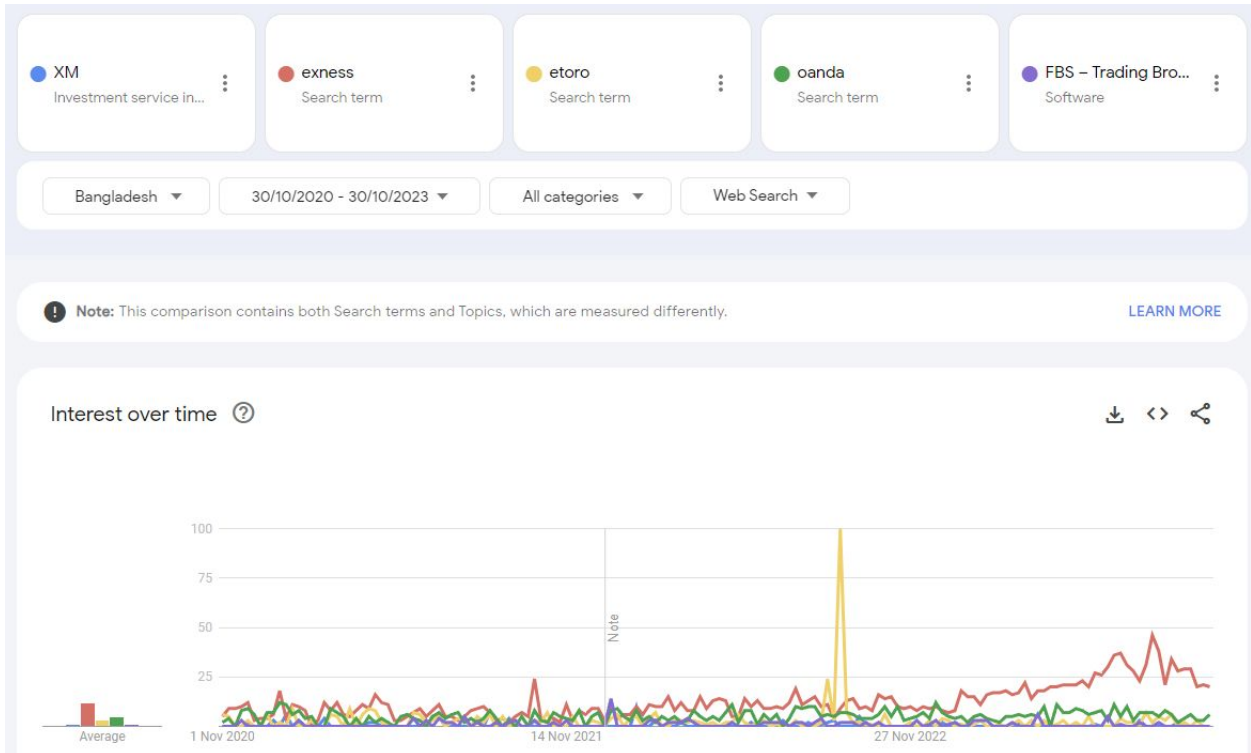 XM
Investment service in...
exness
Search term
etoro
Search term
oanda
Search term
FBS – Trading Bro...
Software
Bangladesh
30/10/2020 - 30/10/2023
All categories
Web Search
Note: This comparison contains both Search terms and Topics, which are measured differently.
LEARN MORE
Interest over time
100
75
50
25
Note
Average
1 Nov 2020
14 Nov 2021
27 Nov 2022